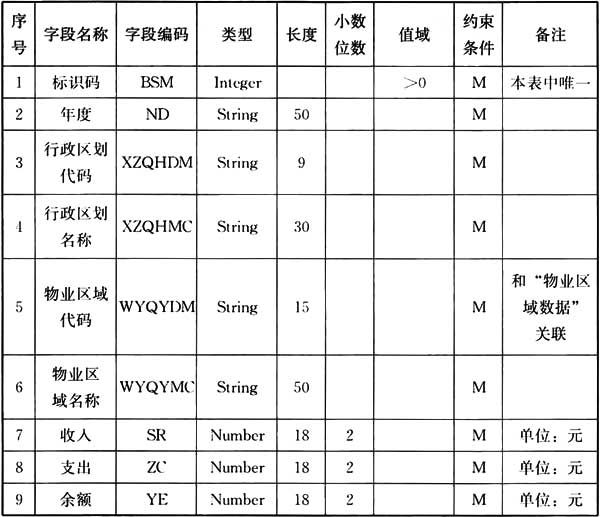 序号 字段名称 字段编码 类型 长度 小数位数 值域 约束条件 备注
1 标识码 BSM Integer >0 M 本表中唯一
2 年度 ND String 50 M
3 行政区划代码 XZQHDM String 9 M
4 行政区划名称 XZQHMC String 30 M
5 物业区域代码 WYQYDM String 15 M 和“物业区域数据”关联
6 物业区域名称 WYQYMC String 50 M
7 收入 SR Number 18 2 M 单位：元
8 支出 ZC Number 18 2 M 单位：元
9 余额 YE Number 18 2 M 单位：元